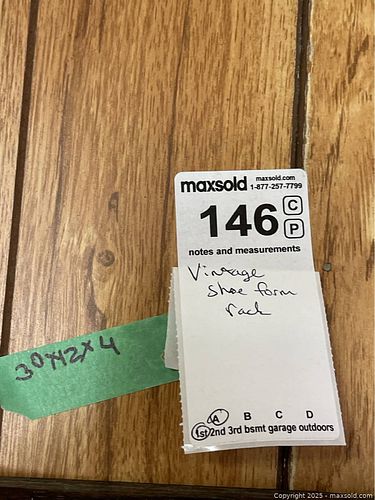 maxsold maxsold.com
1-877-257-7799
146 C
P
notes and measurements
Vintage
shoe form
rack
30x12x4
A B C D
1st 2nd 3rd bsmt garage outdoors
Copyright © 2025 - maxsold.com